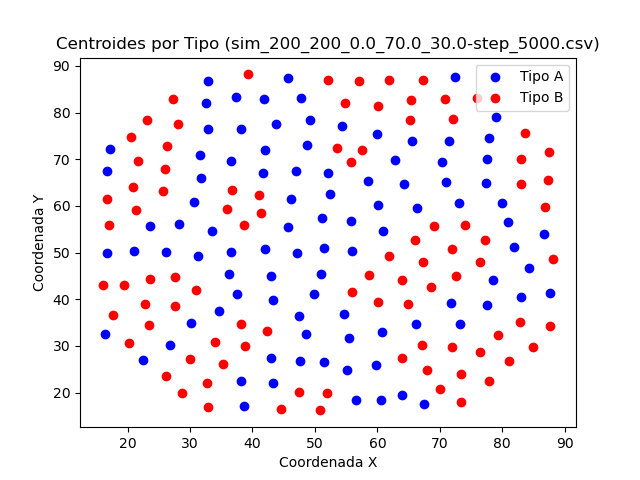 Centroides por Tipo (sim_200_200_0.0_70.0_30.0-step_5000.csv)
Tipo A
Tipo B
Coordenada Y
90
80
70
60
50
40
30
20
20 30 40 50 60 70 80 90
Coordenada X